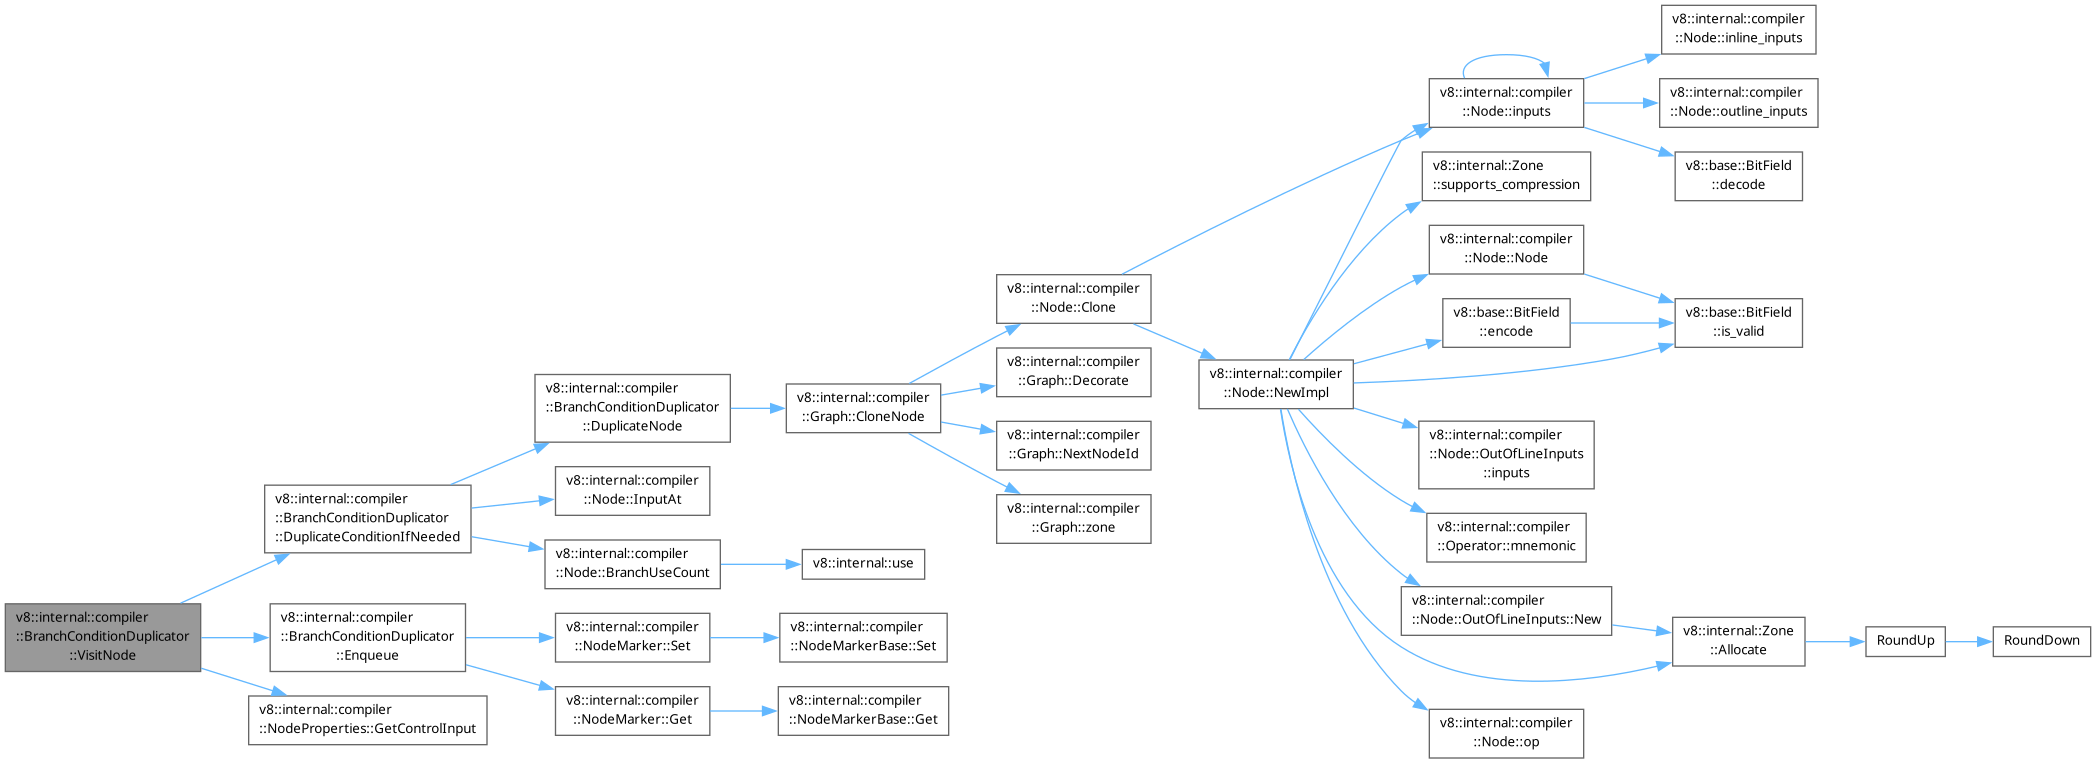 v8::internal::compiler
::BranchConditionDuplicator
::VisitNode
v8::internal::compiler
::BranchConditionDuplicator
::DuplicateConditionIfNeeded
v8::internal::compiler
::BranchConditionDuplicator
::Enqueue
v8::internal::compiler
::NodeProperties::GetControlInput
v8::internal::compiler
::BranchConditionDuplicator
::DuplicateNode
v8::internal::compiler
::Node::InputAt
v8::internal::compiler
::Node::BranchUseCount
v8::internal::compiler
::NodeMarker::Set
v8::internal::compiler
::NodeMarker::Get
v8::internal::compiler
::Graph::CloneNode
v8::internal::use
v8::internal::compiler
::NodeMarkerBase::Set
v8::internal::compiler
::NodeMarkerBase::Get
v8::internal::compiler
::Node::Clone
v8::internal::compiler
::Graph::Decorate
v8::internal::compiler
::Graph::NextNodeId
v8::internal::compiler
::Graph::zone
v8::internal::compiler
::Node::NewImpl
v8::internal::compiler
::Node::inputs
v8::internal::Zone
::supports_compression
v8::internal::compiler
::Node::Node
v8::base::BitField
::encode
v8::internal::compiler
::Node::OutOfLineInputs
::inputs
v8::internal::compiler
::Operator::mnemonic
v8::internal::compiler
::Node::OutOfLineInputs::New
v8::internal::compiler
::Node::op
v8::internal::compiler
::Node::inline_inputs
v8::internal::compiler
::Node::outline_inputs
v8::base::BitField
::decode
v8::base::BitField
::is_valid
v8::internal::Zone
::Allocate
RoundUp
RoundDown